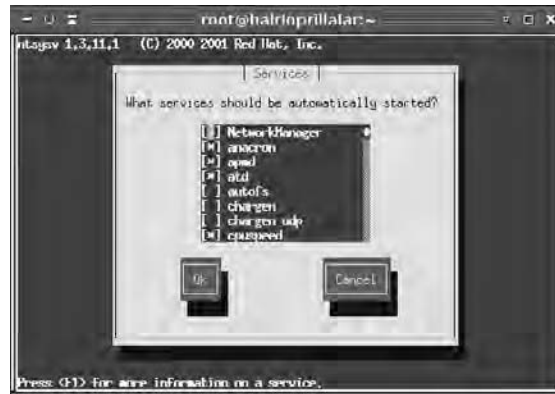 root@halrloprillalar:~
ntsysv 1.3.11.1 (C) 2000 2001 Red Hat, Inc.
Services
What services should be automatically started?
[ ] NetworkManager
[*] anacron
[*] apmd
[*] atd
[ ] autofs
[ ] chargen
[ ] chargen udp
[*] cpuspeed
Ok Cancel
Press <F1> for more information on a service.